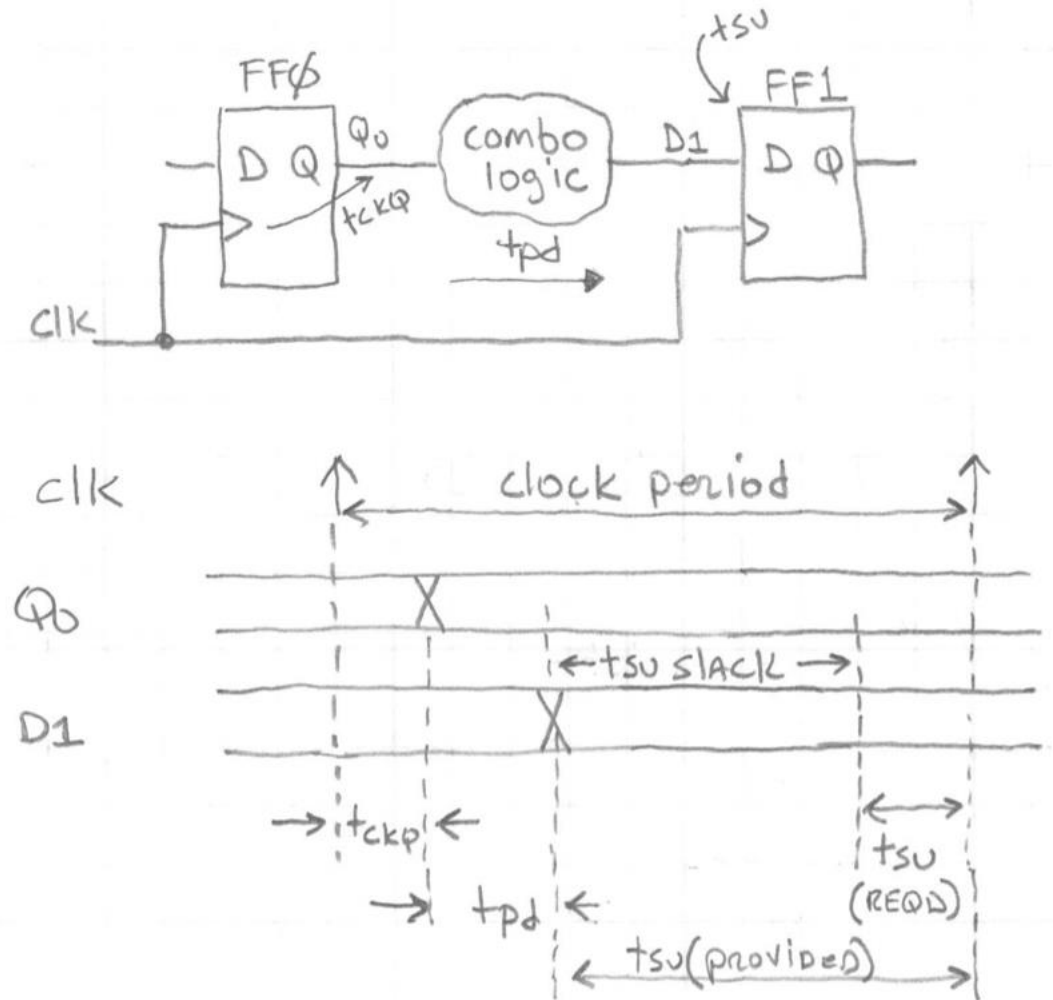 tsu
FF0
FF1
Q0
D Q
combo
logic
D1
D Q
tckQ
tpd
clk
clk
clock period
Q0
tsu slack
D1
tckQ
tsu
(REQD)
tpd
tsu(provided)